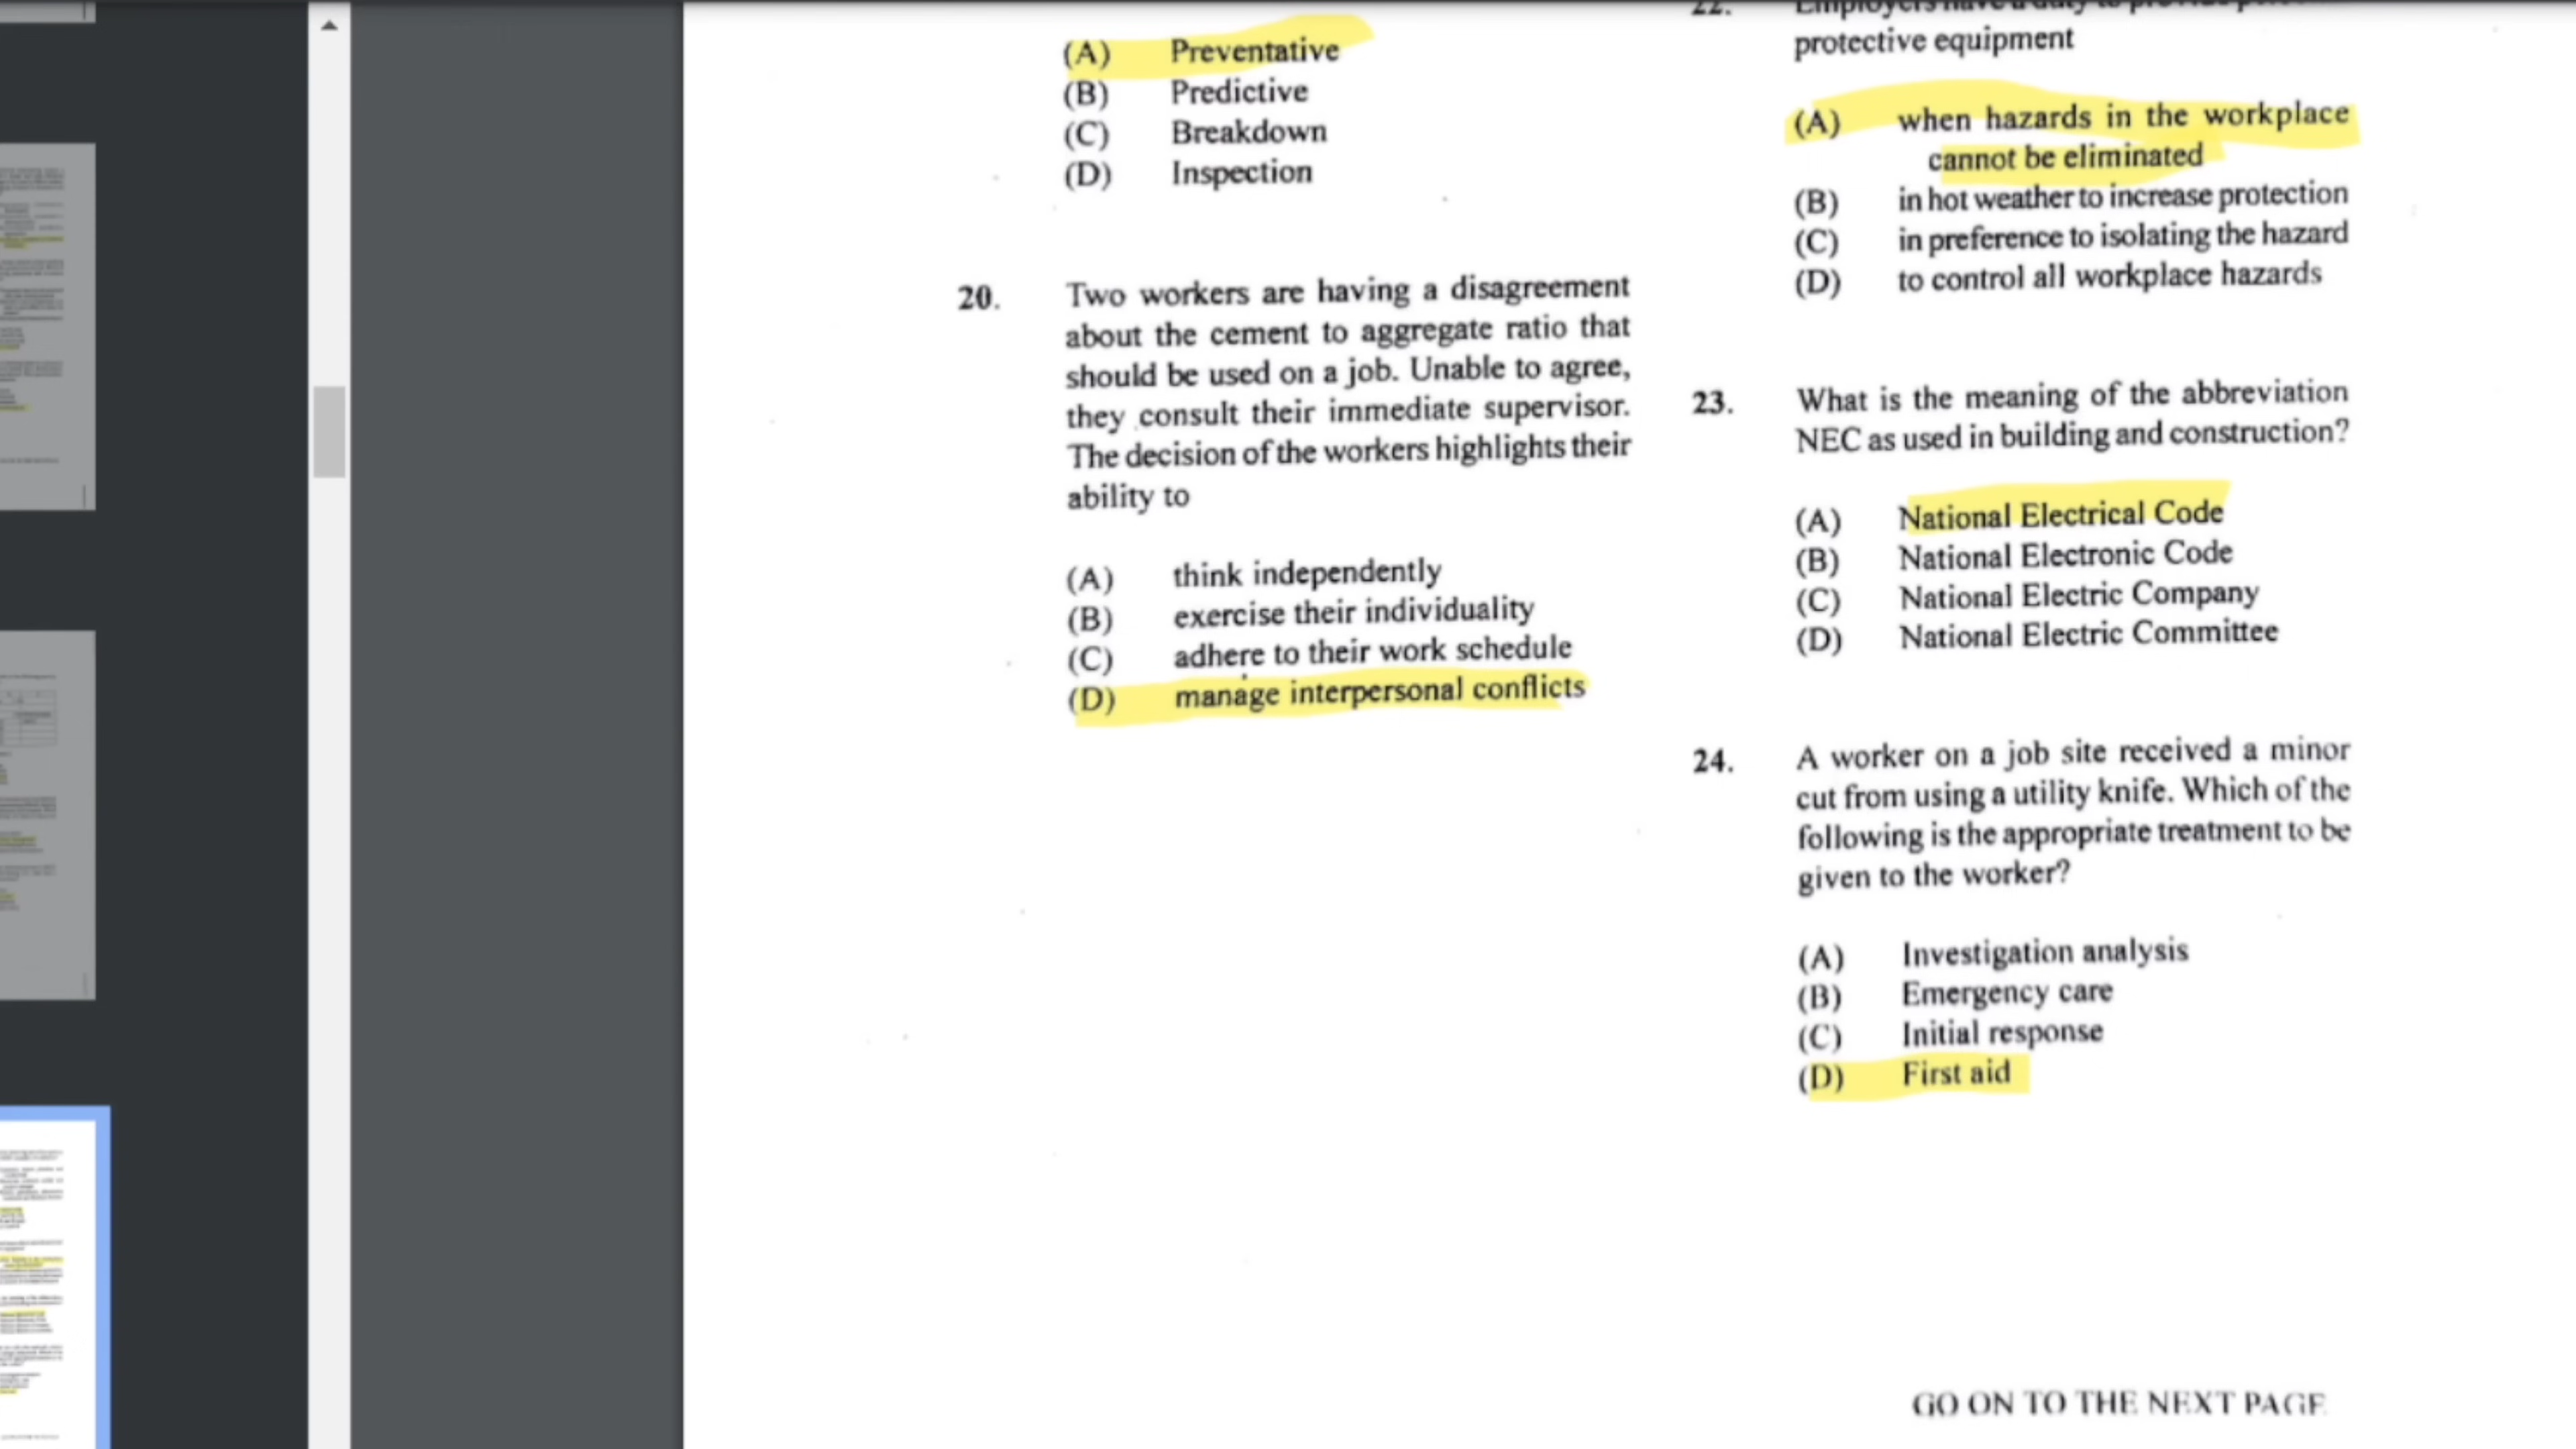 (A) Preventative
(B) Predictive
(C) Breakdown
(D) Inspection
20. Two workers are having a disagreement
about the cement to aggregate ratio that
should be used on a job. Unable to agree,
they consult their immediate supervisor.
The decision of the workers highlights their
ability to
(A) think independently
(B) exercise their individuality
(C) adhere to their work schedule
(D) manage interpersonal conflicts
22. Employers have a duty to provide
protective equipment
(A) when hazards in the workplace
cannot be eliminated
(B) in hot weather to increase protection
(C) in preference to isolating the hazard
(D) to control all workplace hazards
23. What is the meaning of the abbreviation
NEC as used in building and construction?
(A) National Electrical Code
(B) National Electronic Code
(C) National Electric Company
(D) National Electric Committee
24. A worker on a job site received a minor
cut from using a utility knife. Which of the
following is the appropriate treatment to be
given to the worker?
(A) Investigation analysis
(B) Emergency care
(C) Initial response
(D) First aid
GO ON TO THE NEXT PAGE